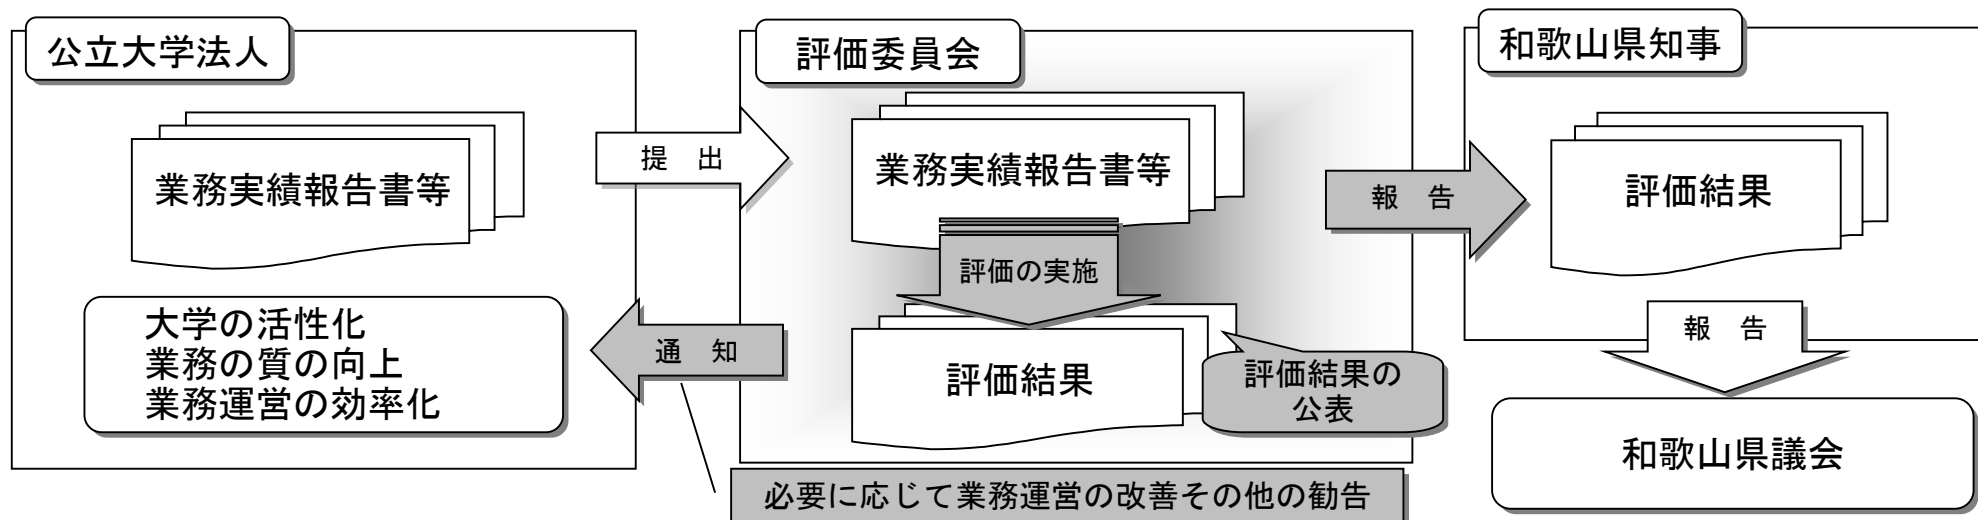 公立大学法人
業務実績報告書等
大学の活性化
業務の質の向上
業務運営の効率化
提 出
通 知
評価委員会
業務実績報告書等
評価の実施
評価結果
評価結果の
公表
必要に応じて業務運営の改善その他の勧告
報 告
和歌山県知事
評価結果
報 告
和歌山県議会